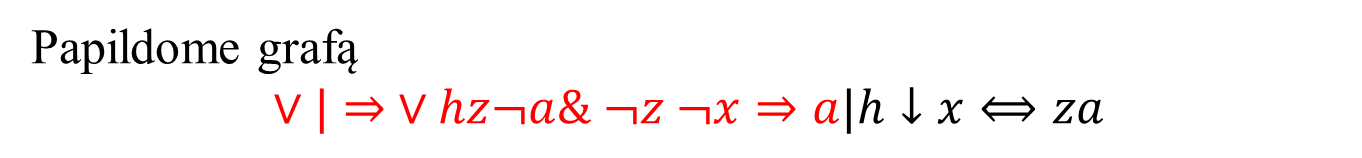 Papildome grafą
∨ | ⇒ ∨ ℎ𝑧¬𝑎& ¬𝑧 ¬𝑥 ⇒ 𝑎|ℎ ↓ 𝑥 ⟺ 𝑧𝑎